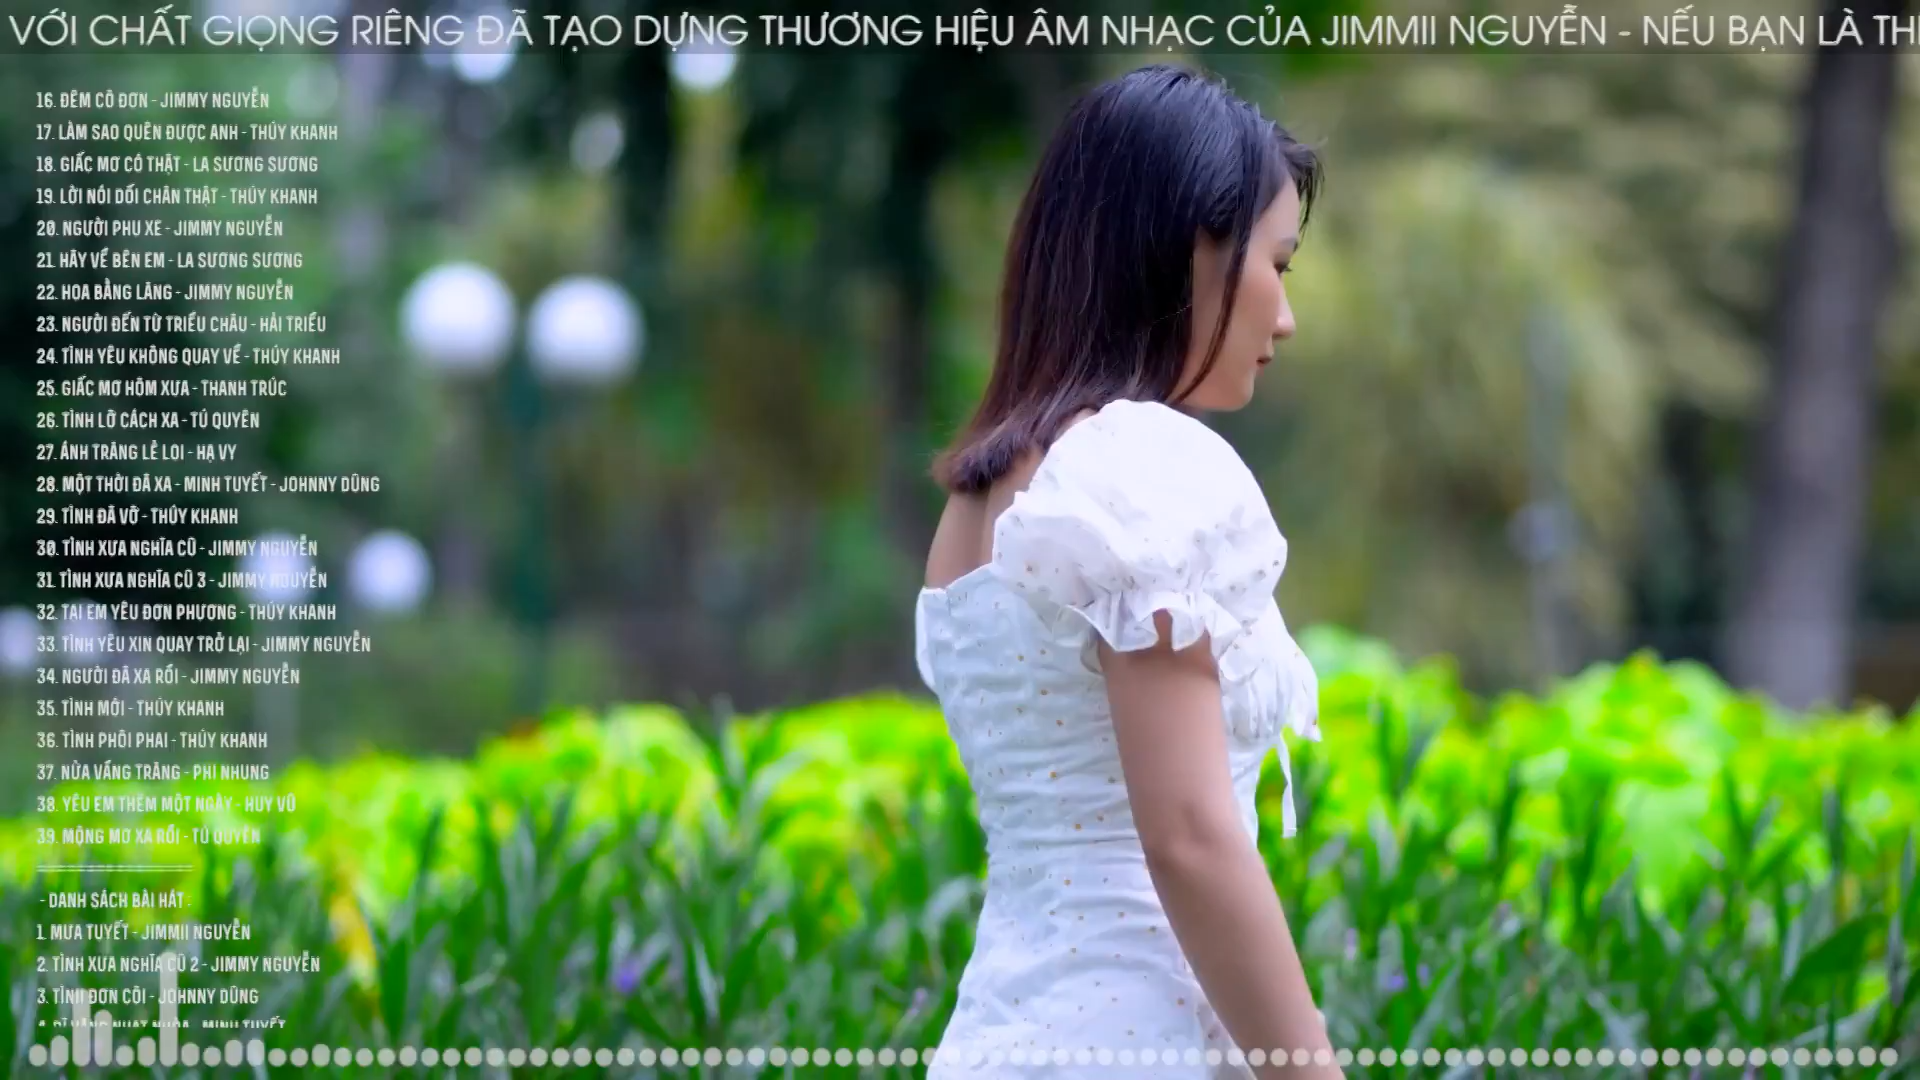 VỚI CHẤT GIỌNG RIÊNG ĐÃ TẠO DỰNG THƯƠNG HIỆU ÂM NHẠC CỦA JIMMII NGUYỄN - NẾU BẠN LÀ
16. ĐÊM CÔ ĐƠN - JIMMY NGUYỄN
17. LÀM SAO QUÊN ĐƯỢC ANH - THÚY KHANH
18. GIẤC MƠ CÓ THẬT - LA SƯƠNG SƯƠNG
19. LỜI NÓI DỐI CHÂN THẬT - THÚY KHANH
20. NGƯỜI PHU XE - JIMMY NGUYỄN
21. HÃY VỀ BÊN EM - LA SƯƠNG SƯƠNG
22. HOA BẰNG LĂNG - JIMMY NGUYỄN
23. NGƯỜI ĐẾN TỪ TRIỀU CHÂU - HẢI TRIỀU
24. TÌNH YÊU KHÔNG QUAY VỀ - THÚY KHANH
25. GIẤC MƠ HÔM XƯA - THANH TRÚC
26. TÌNH LỠ CÁCH XA - TÚ QUYÊN
27. ÁNH TRĂNG LẺ LOI - HẠ VY
28. MỘT THỜI ĐÃ XA - MINH TUYẾT - JOHNNY DŨNG
29. TÌNH ĐÃ VỠ - THÚY KHANH
30. TÌNH XƯA NGHĨA CŨ - JIMMY NGUYỄN
31. TÌNH XƯA NGHĨA CŨ 3 - JIMMY NGUYỄN
32. TẠI EM YÊU ĐƠN PHƯƠNG - THÚY KHANH
33. TÌNH YÊU XIN QUAY TRỞ LẠI - JIMMY NGUYỄN
34. NGƯỜI ĐÃ XA RỒI - JIMMY NGUYỄN
35. TÌNH MỚI - THÚY KHANH
36. TÌNH PHÔI PHAI - THÚY KHANH
37. NỬA VẦNG TRĂNG - PHI NHUNG
38. YÊU EM THÊM MỘT NGÀY - HUY VŨ
39. MỘNG MƠ XA RỒI - TÚ QUYÊN
- DANH SÁCH BÀI HÁT :
1. MƯA TUYẾT - JIMMII NGUYỄN
2. TÌNH XƯA NGHĨA CŨ 2 - JIMMY NGUYỄN
3. TÌNH ĐƠN CÔI - JOHNNY DŨNG
4. DĨ VÃNG NHẠT NHÒA - MINH TUYẾT